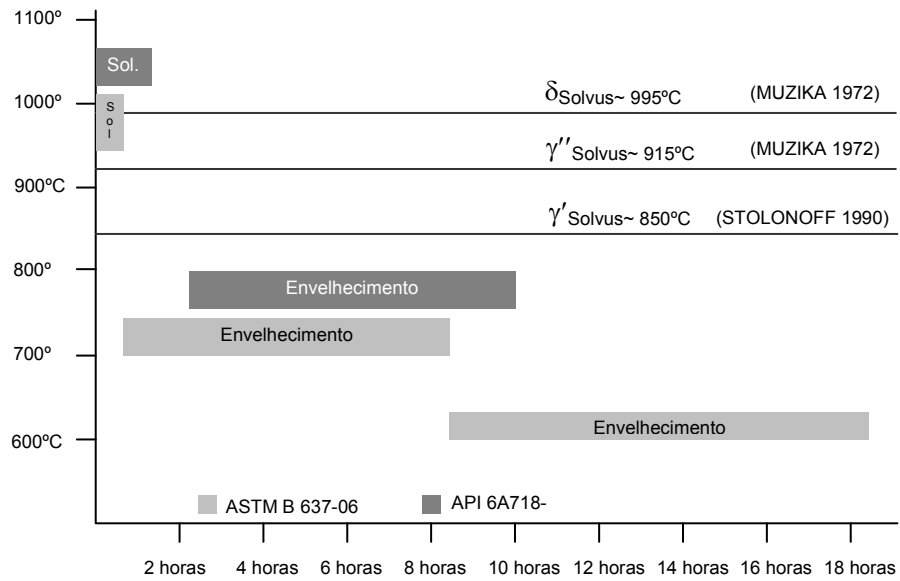 1100º
Sol.
1000º
Sol
δSolvus~ 995ºC (MUZIKA 1972)
γ''Solvus~ 915ºC (MUZIKA 1972)
900ºC
γ'Solvus~ 850ºC (STOLONOFF 1990)
800º
Envelhecimento
Envelhecimento
700º
Envelhecimento
600ºC
ASTM B 637-06 API 6A718-
2 horas 4 horas 6 horas 8 horas 10 horas 12 horas 14 horas 16 horas 18 horas